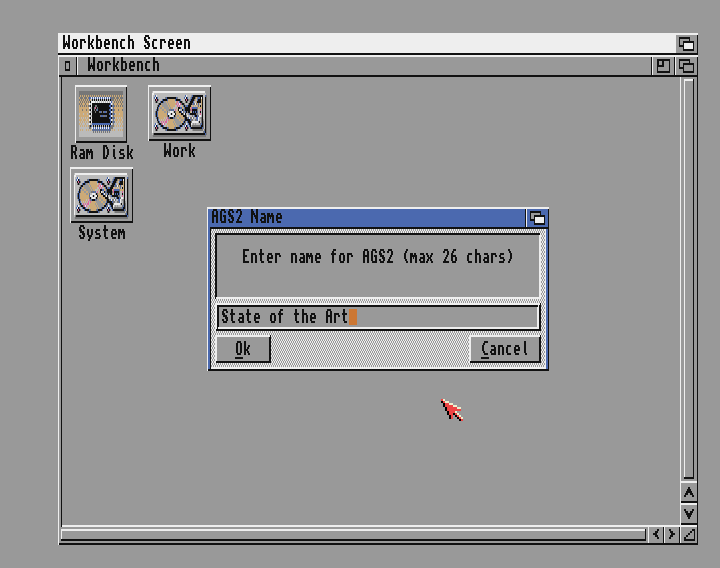 Workbench Screen
Workbench
Ram Disk
Work
System
AGS2 Name
Enter name for AGS2 (max 26 chars)
State of the Art
Ok
Cancel